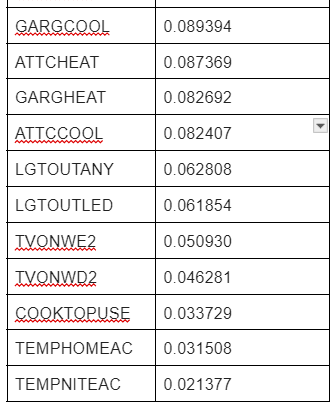 GARGCOOL 0.089394
ATTCHEAT 0.087369
GARGHEAT 0.082692
ATTCCOOL 0.082407
LGTOUTANY 0.062808
LGTOUTLED 0.061854
TVONWE2 0.050930
TVONWD2 0.046281
COOKTOPUSE 0.033729
TEMPHOMEAC 0.031508
TEMPNITEAC 0.021377